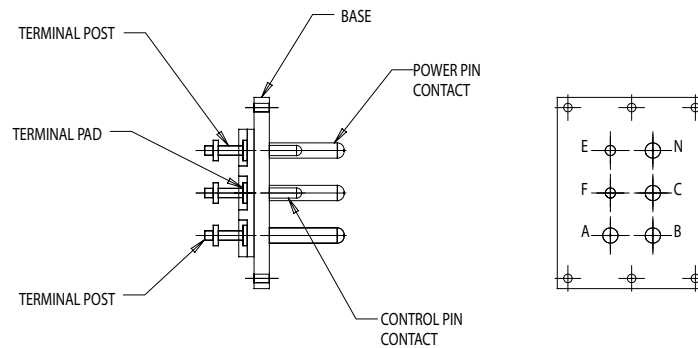 BASE
TERMINAL POST
POWER PIN
CONTACT
TERMINAL PAD
TERMINAL POST
CONTROL PIN
CONTACT
E N
F C
A B